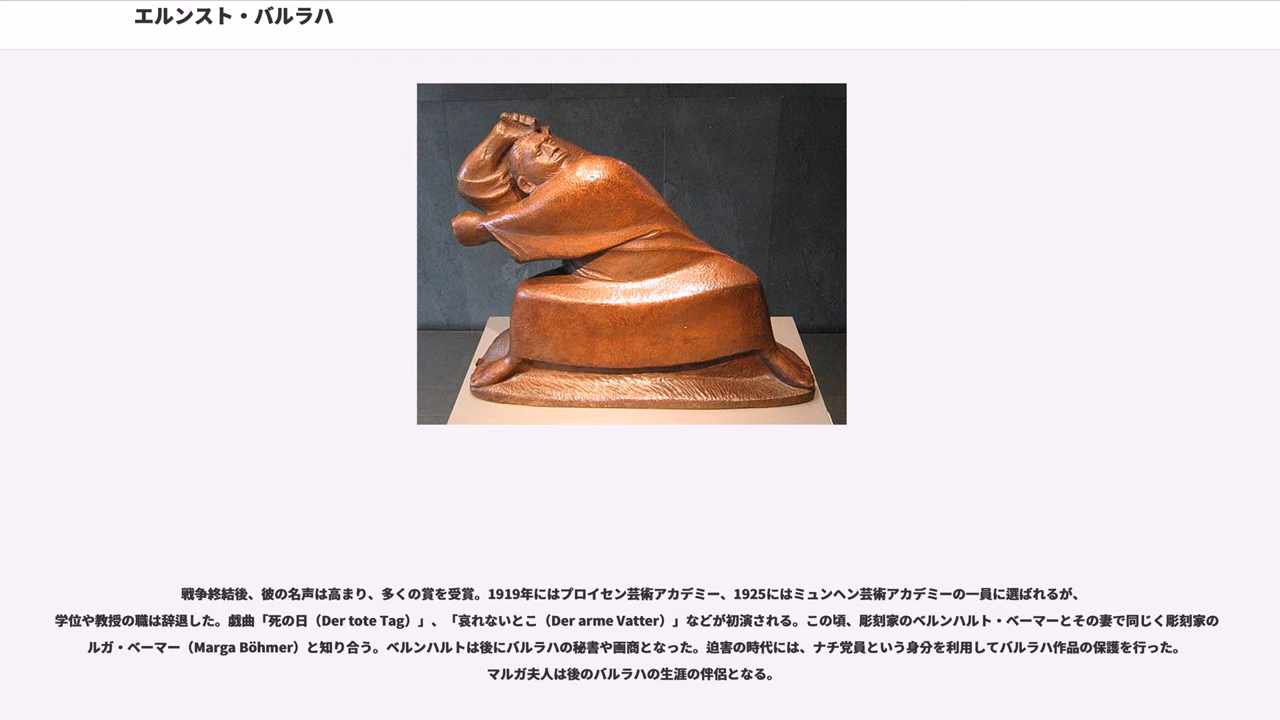 エルンスト・バルラハ
戦争終結後、彼の名声は高まり、多くの賞を受賞。1919年にはプロイセン芸術アカデミー、1925にはミュンヘン芸術アカデミーの一員に選ばれるが、
学位や教授の職は辞退した。戯曲「死の日（Der tote Tag）」、「哀れないとこ（Der arme Vatter）」などが初演される。この頃、彫刻家のベルンハルト・ベーマーとその妻で同じく彫刻家の
ルガ・ベーマー（Marga Böhmer）と知り合う。ベルンハルトは後にバルラハの秘書や画商となった。迫害の時代には、ナチ党員という身分を利用してバルラハ作品の保護を行った。
マルガ夫人は後のバルラハの生涯の伴侶となる。